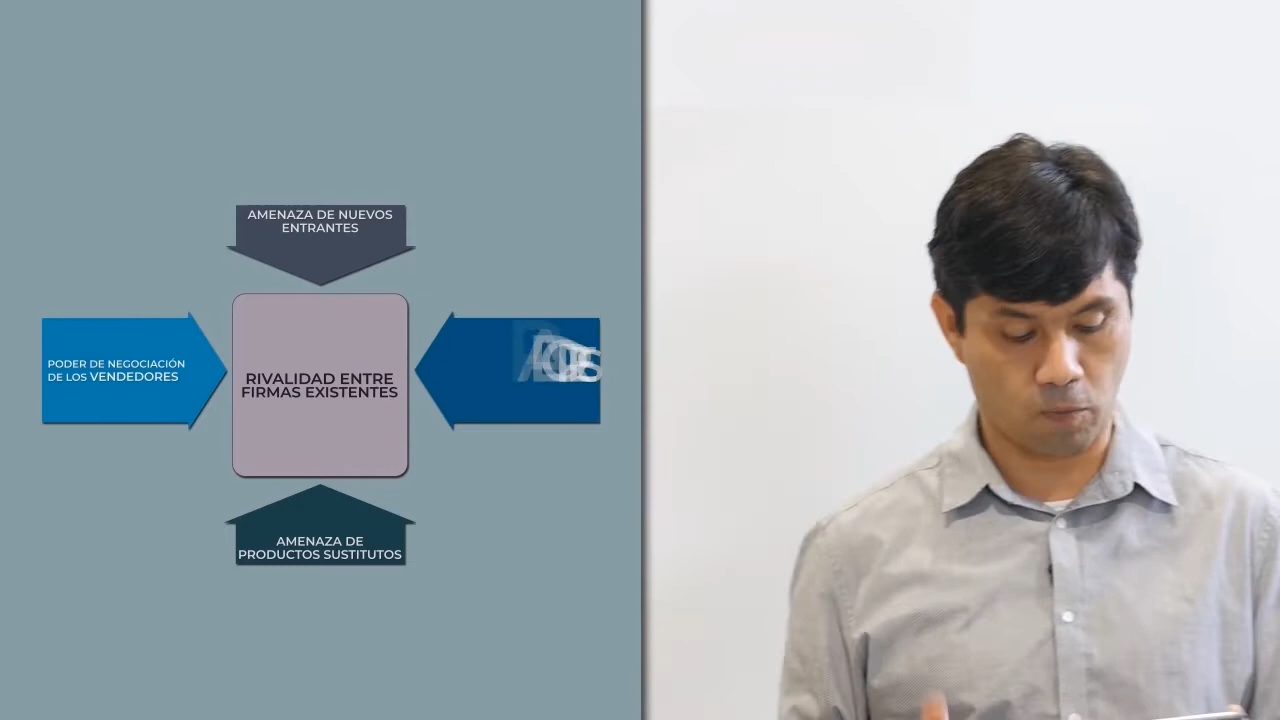 AMENAZA DE NUEVOS
ENTRANTES
PODER DE NEGOCIACIÓN
DE LOS VENDEDORES
RIVALIDAD ENTRE
FIRMAS EXISTENTES
AMENAZA DE
PRODUCTOS SUSTITUTOS